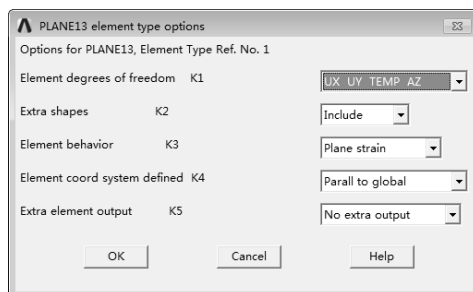 PLANE13 element type options
Options for PLANE13, Element Type Ref. No. 1
Element degrees of freedom K1 UX UY TEMP AZ
Extra shapes K2 Include
Element behavior K3 Plane strain
Element coord system defined K4 Parall to global
Extra element output K5 No extra output
OK Cancel Help